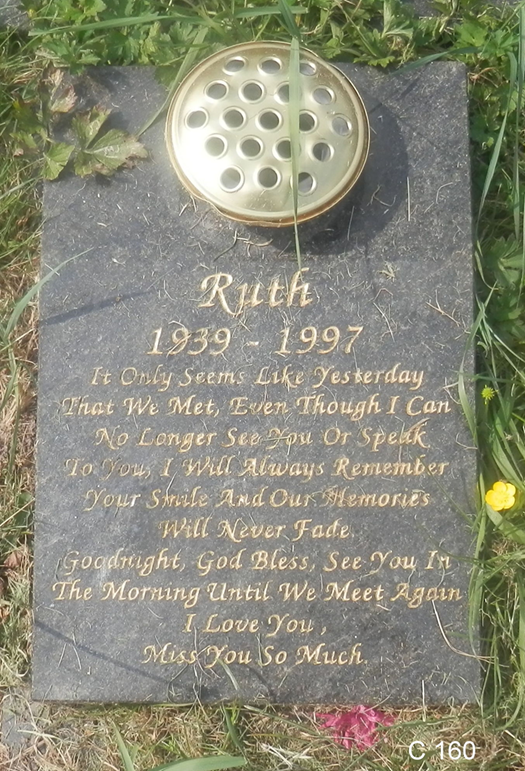 Ruth
1939 - 1997
It Only Seems Like Yesterday
That We Met, Even Though I Can
No Longer See You Or Speak
To You, I Will Always Remember
Your Smile And Our Memories
Will Never Fade.
Goodnight, God Bless, See You In
The Morning Until We Meet Again
I Love You,
Miss You So Much.
C 160